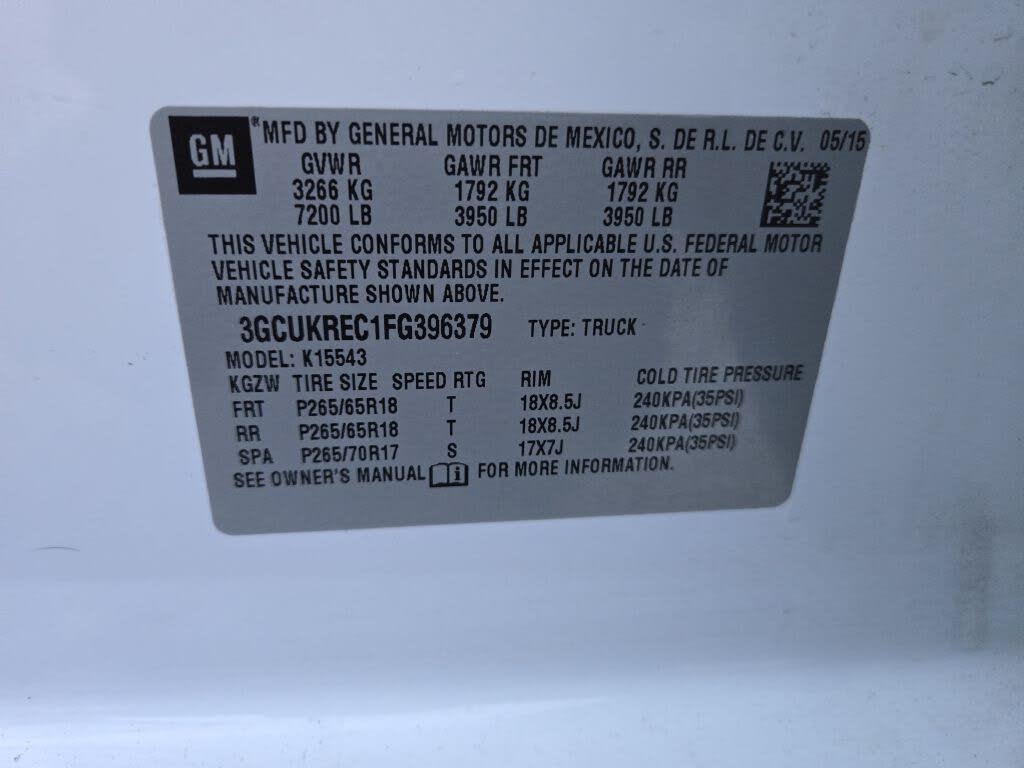 GM ® MFD BY GENERAL MOTORS DE MEXICO, S. DE R.L. DE C.V. 05/15
GVWR GAWR FRT GAWR RR
3266 KG 1792 KG 1792 KG
7200 LB 3950 LB 3950 LB
THIS VEHICLE CONFORMS TO ALL APPLICABLE U.S. FEDERAL MOTOR
VEHICLE SAFETY STANDARDS IN EFFECT ON THE DATE OF
MANUFACTURE SHOWN ABOVE.
3GCUKREC1FG396379 TYPE: TRUCK
MODEL: K15543
KGZW TIRE SIZE SPEED RTG RIM COLD TIRE PRESSURE
FRT P265/65R18 T 18X8.5J 240KPA(35PSI)
RR P265/65R18 T 18X8.5J 240KPA(35PSI)
SPA P265/70R17 S 17X7J 240KPA(35PSI)
SEE OWNER'S MANUAL i FOR MORE INFORMATION.